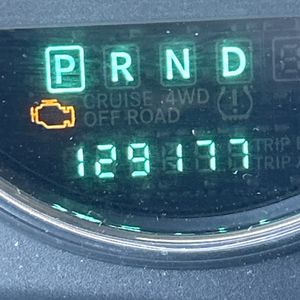 P R N D
CRUISE 4WD
OFF ROAD
129177
TRIP
TRIP